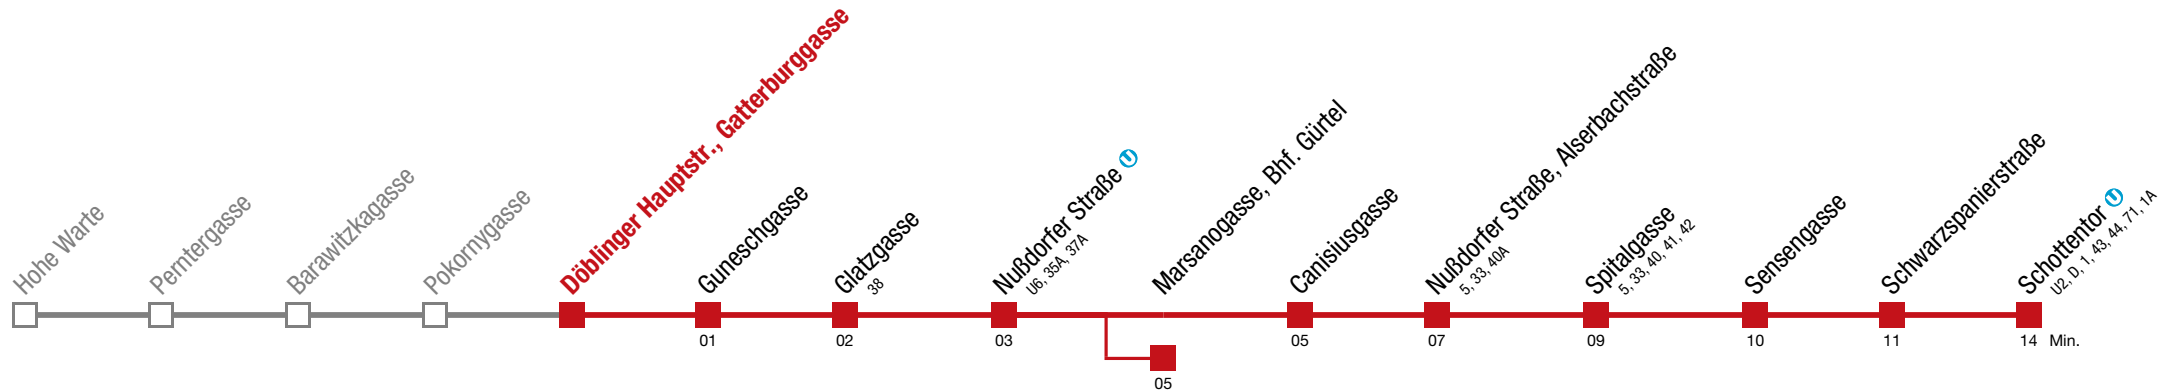 Hohe Warte
Perntergasse
Barawitzkagasse
Pokornygasse
Döblinger Hauptstr., Gatterburggasse
Guneschgasse
01
Glatzgasse
38
02
Nußdorfer Straße U
U6, 35A, 37A
03
Marsanogasse, Bhf. Gürtel
05
Canisiusgasse
05
Nußdorfer Straße, Alserbachstraße
5, 33, 40A
07
Spitalgasse
5, 33, 40, 41, 42
09
Sensengasse
10
Schwarzspanierstraße
11
Schottentor U
U2, D, 1, 43, 44, 71, 1A
14 Min.